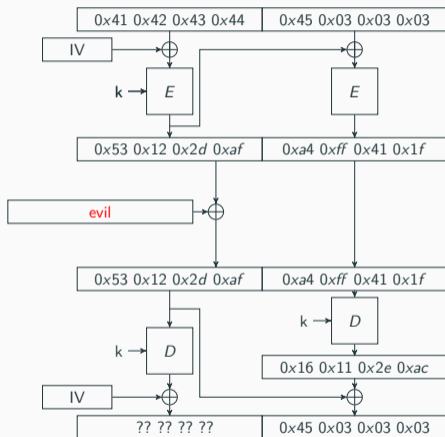 0x41 0x42 0x43 0x44 0x45 0x03 0x03 0x03
IV
k E E
0x53 0x12 0x2d 0xaf 0xa4 0xff 0x41 0x1f
evil
0x53 0x12 0x2d 0xaf 0xa4 0xff 0x41 0x1f
k D
k D
0x16 0x11 0x2e 0xac
IV
?? ?? ?? ?? 0x45 0x03 0x03 0x03